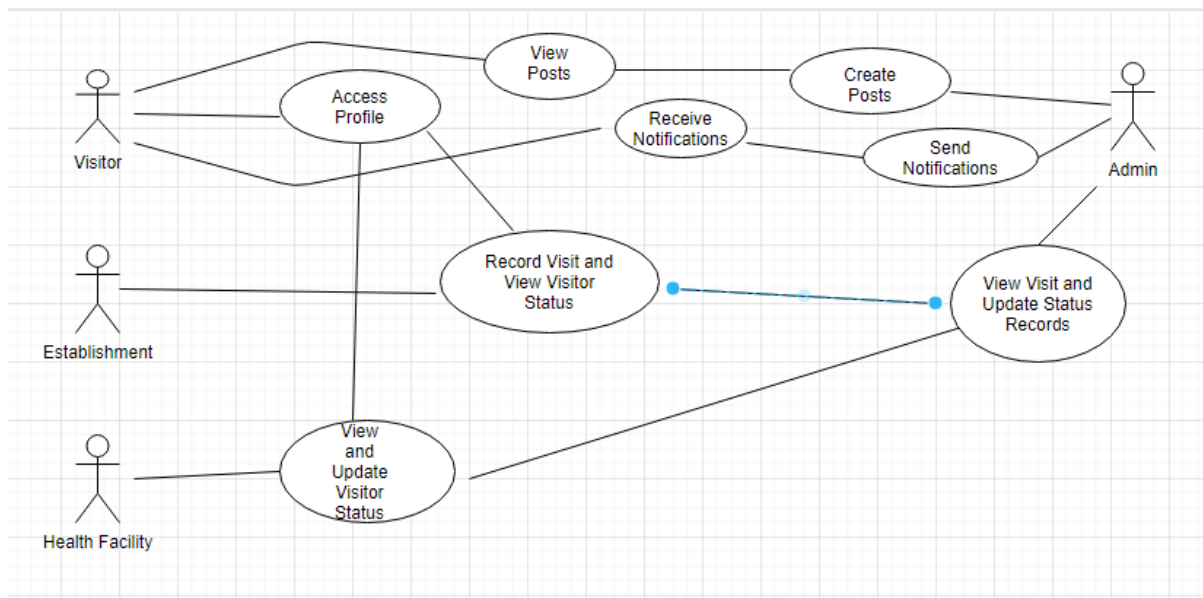 View
Posts
Create
Posts
Access
Profile
Receive
Notifications
Send
Notifications
Visitor
Admin
Record Visit and
View Visitor
Status
View Visit and
Update Status
Records
Establishment
View
and
Update
Visitor
Status
Health Facility